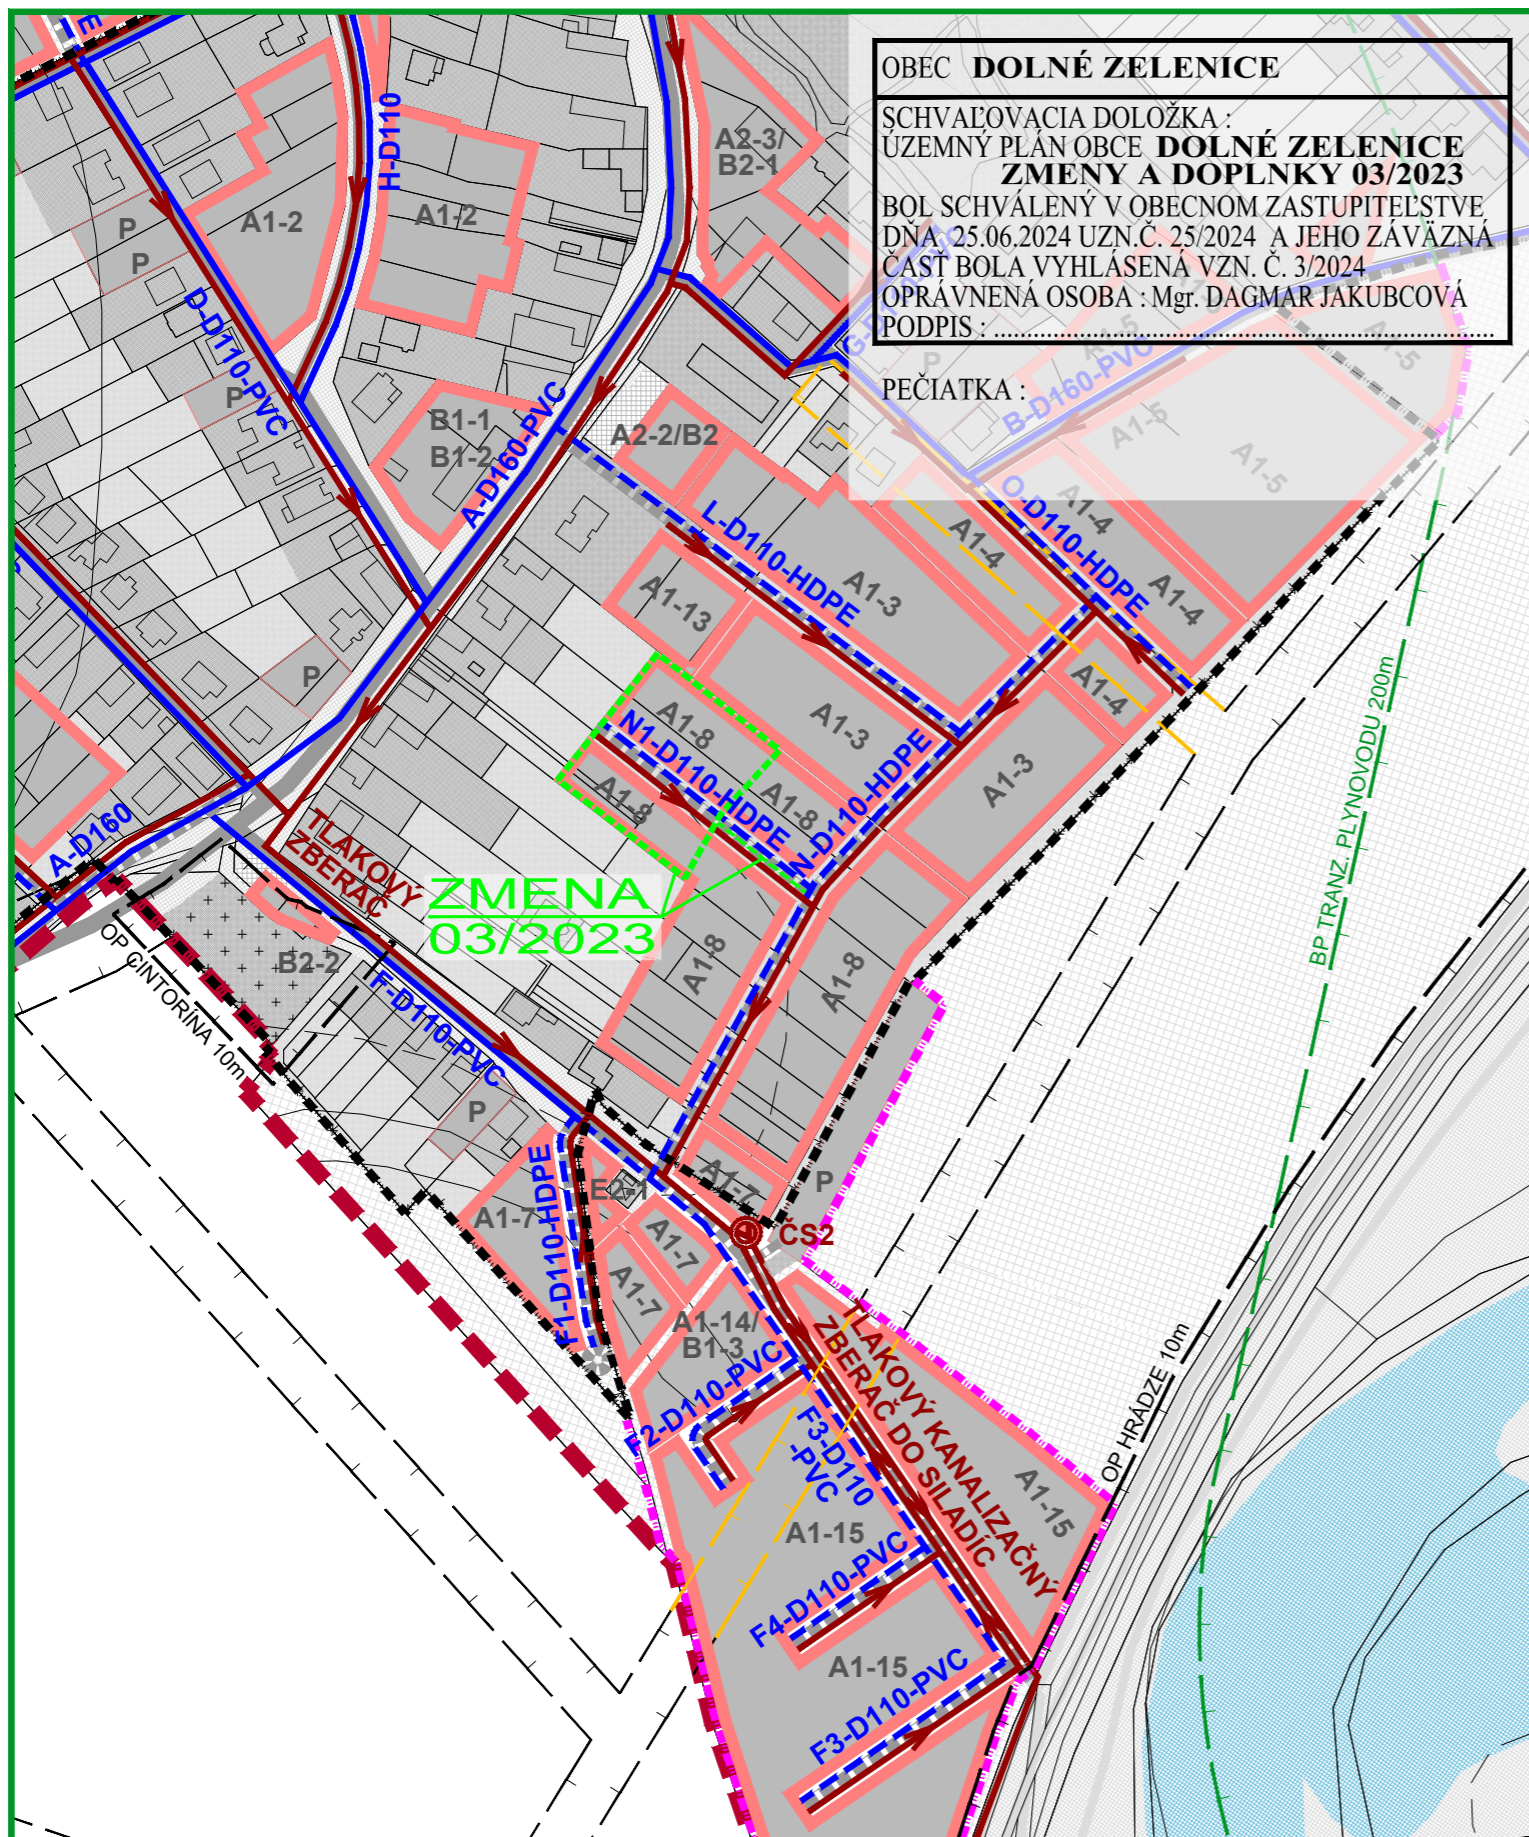 OBEC DOLNÉ ZELENICE
SCHVAĽOVACIA DOLOŽKA :
ÚZEMNÝ PLÁN OBCE DOLNÉ ZELENICE
ZMENY A DOPLNKY 03/2023
BOL SCHVÁLENÝ V OBECNOM ZASTUPITEĽSTVE
DŇA 25.06.2024 UZN.Č. 25/2024 A JEHO ZÁVÄZNÁ
ČASŤ BOLA VYHLÁSENÁ VZN. Č. 3/2024
OPRÁVNENÁ OSOBA : Mgr. DAGMAR JAKUBCOVÁ
PODPIS :
PEČIATKA :
H-D110
A2-3/
B2-1
A1-2
A1-2
P
P
D-D110-PVC
P
B1-1
B1-2
A-D160-PVC
A2-2/B2
P
A1-5
A1-5
B-D160-PVC
A1-5
A1-5
L-D110-HDPE
A1-4
O-D110-HDPE
A1-4
A1-4
A1-13
A1-3
A1-4
P
A1-8
A1-3
N1-D110-HDPE
A1-8
A1-8
N-D110-HDPE
A1-3
BP TRANZ. PLYNOVODU 200m
A-D160
TLAKOVÝ
ZBERAČ
ZMENA
03/2023
B2-2
OP CINTORÍNA 10m
F-D110-PVC
A1-8
A1-8
P
F1-D110-HDPE
A1-7
E2-1
A1-7
P
A1-7
A1-7
ČS2
A1-14/
B1-3
F2-D110-PVC
TLAKOVÝ KANALIZAČNÝ
ZBERAČ DO SILADÍC
OP HRÁDZE 10m
F3-D110
-PVC
A1-15
A1-15
F4-D110-PVC
A1-15
F3-D110-PVC